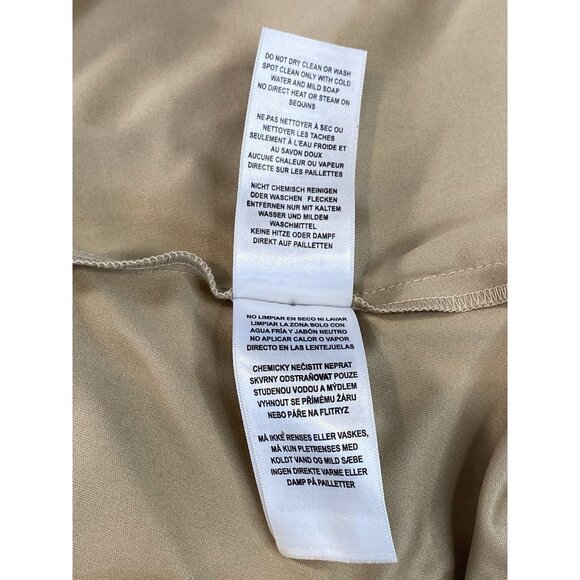 DO NOT DRY CLEAN OR WASH
SPOT CLEAN ONLY WITH COLD
WATER AND MILD SOAP
NO DIRECT HEAT OR STEAM ON
SEQUINS
NE PAS NETTOYER À SEC OU
NETTOYER LES TACHES
SEULEMENT À L'EAU FROIDE ET
AU SAVON DOUX
AUCUNE CHALEUR OU VAPEUR
DIRECTE SUR LES PAILLETTES
NICHT CHEMISCH REINIGEN
ODER WASCHEN FLECKEN
ENTFERNEN NUR MIT KALTEM
WASSER UND MILDEM
WASCHMITTEL
KEINE HITZE ODER DAMPF
DIREKT AUF PAILLETTEN
NO LIMPIAR EN SECO NI LAVAR
LIMPIAR LA ZONA SOLO CON
AGUA FRÍA Y JABÓN NEUTRO
NO APLICAR CALOR O VAPOR
DIRECTO EN LAS LENTEJUELAS
CHEMICKY NEČISTIT NEPRAT
SKVRNY ODSTRAŇOVAT POUZE
STUDENOU VODOU A MÝDLEM
VYHNOUT SE PŘÍMÉMU ŽÁRU
NEBO PÁŘE NA FLITRYZ
MÅ IKKE RENSES ELLER VASKES,
MÅ KUN PLETRENSES MED
KOLDT VAND OG MILD SÆBE
INGEN DIREKTE VARME ELLER
DAMP PÅ PAILLETTER